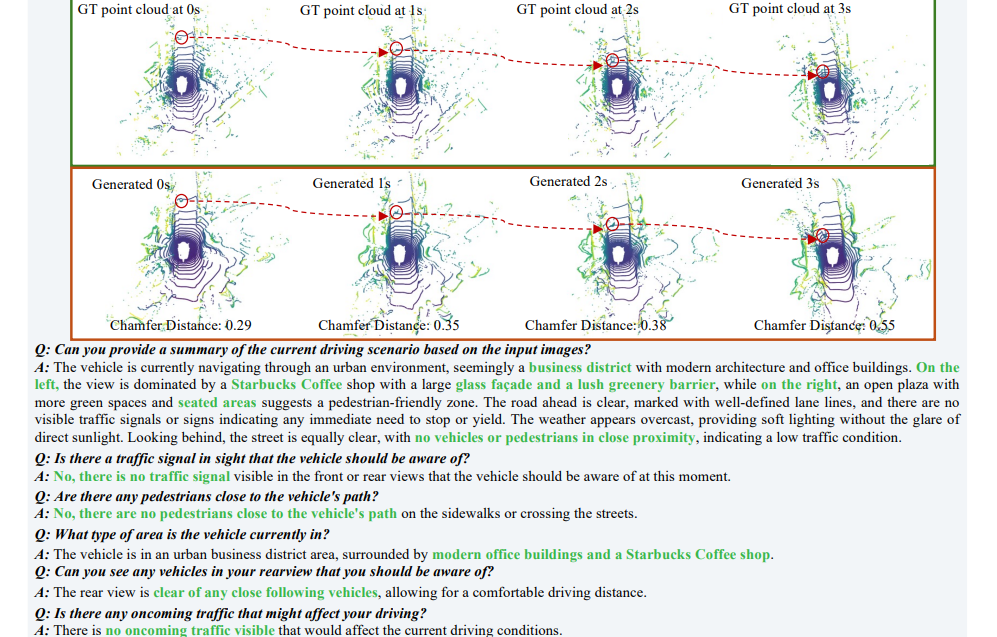 GT point cloud at 0s
GT point cloud at 1s
GT point cloud at 2s
GT point cloud at 3s
Generated 0s
Generated 1s
Generated 2s
Generated 3s
Chamfer Distance: 0.29
Chamfer Distance: 0.35
Chamfer Distance: 0.38
Chamfer Distance: 0.55
Q: Can you provide a summary of the current driving scenario based on the input images?
A: The vehicle is currently navigating through an urban environment, seemingly a business district with modern architecture and office buildings. On the
left, the view is dominated by a Starbucks Coffee shop with a large glass façade and a lush greenery barrier, while on the right, an open plaza with
more green spaces and seated areas suggests a pedestrian-friendly zone. The road ahead is clear, marked with well-defined lane lines, and there are no
visible traffic signals or signs indicating any immediate need to stop or yield. The weather appears overcast, providing soft lighting without the glare of
direct sunlight. Looking behind, the street is equally clear, with no vehicles or pedestrians in close proximity, indicating a low traffic condition.
Q: Is there a traffic signal in sight that the vehicle should be aware of?
A: No, there is no traffic signal visible in the front or rear views that the vehicle should be aware of at this moment.
Q: Are there any pedestrians close to the vehicle's path?
A: No, there are no pedestrians close to the vehicle's path on the sidewalks or crossing the streets.
Q: What type of area is the vehicle currently in?
A: The vehicle is in an urban business district area, surrounded by modern office buildings and a Starbucks Coffee shop.
Q: Can you see any vehicles in your rearview that you should be aware of?
A: The rear view is clear of any close following vehicles, allowing for a comfortable driving distance.
Q: Is there any oncoming traffic that might affect your driving?
A: There is no oncoming traffic visible that would affect the current driving conditions.